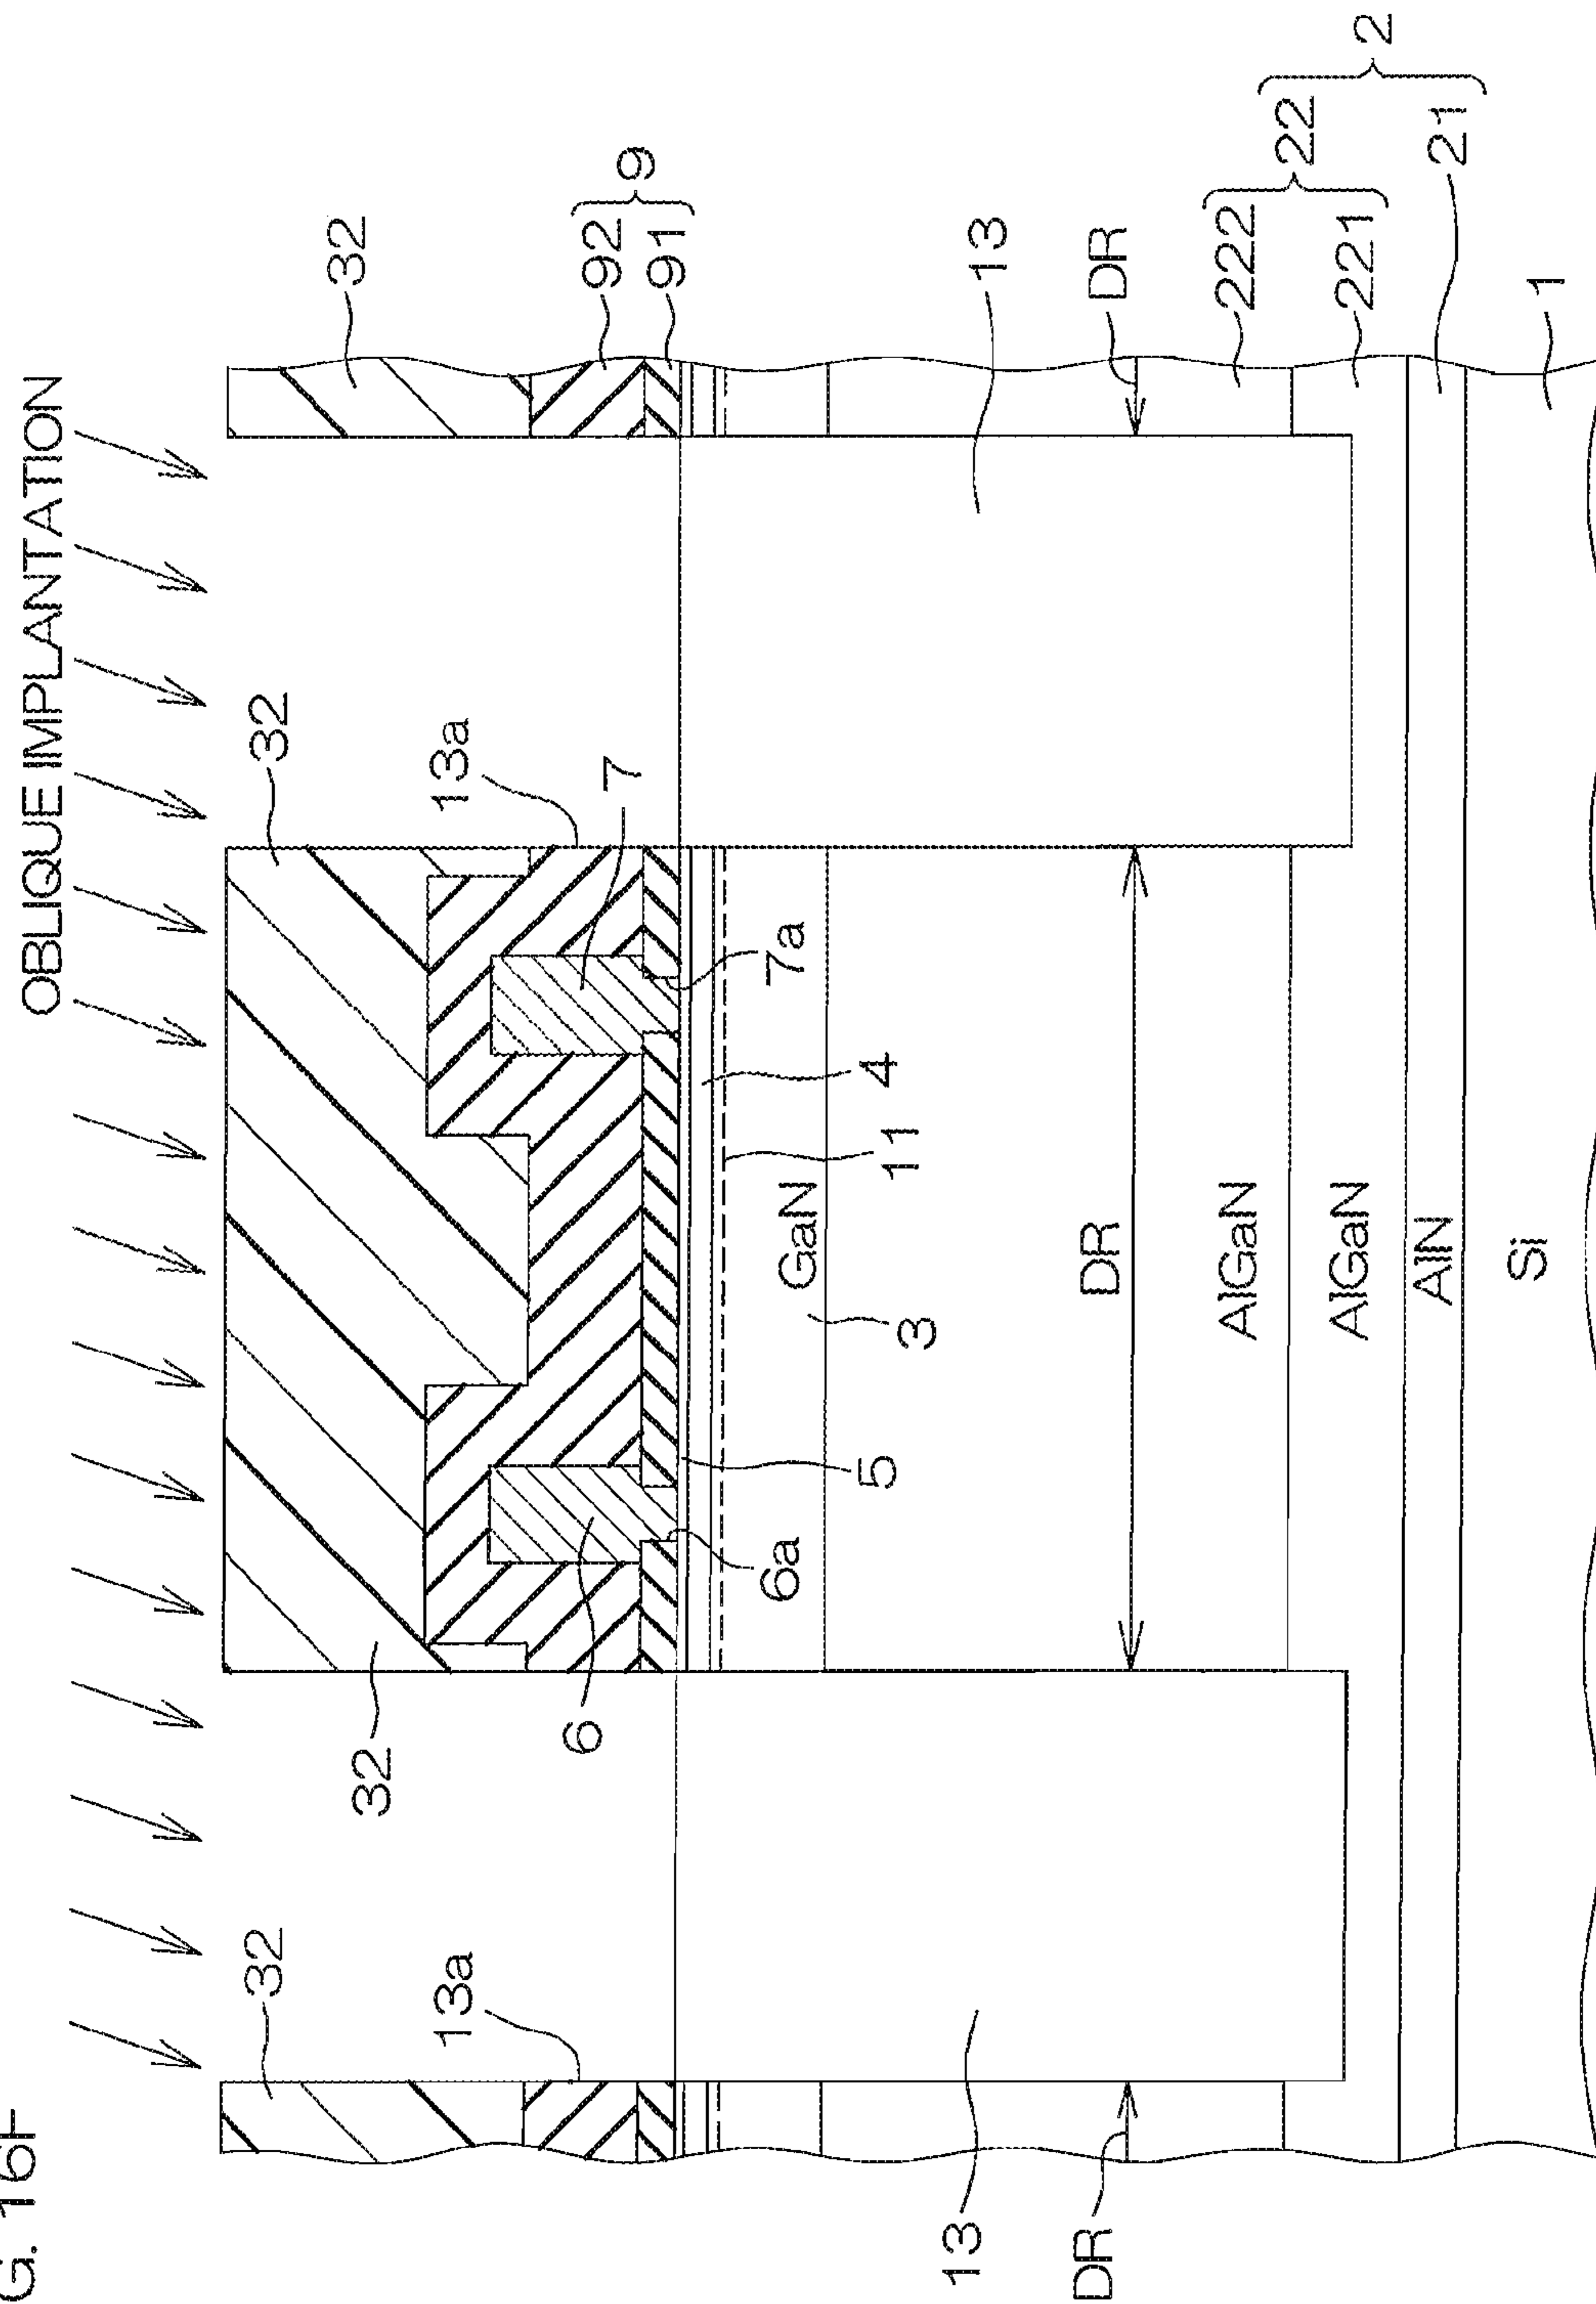 G. 16F
OBLIQUE IMPLANTATION
32
32
32
32
13a
13a
6
7
92
91
9
6a
7a
5
11
4
3
GaN
13
13
DR
DR
DR
AlGaN
222
AlGaN
221
22
AlN
21
2
Si
1